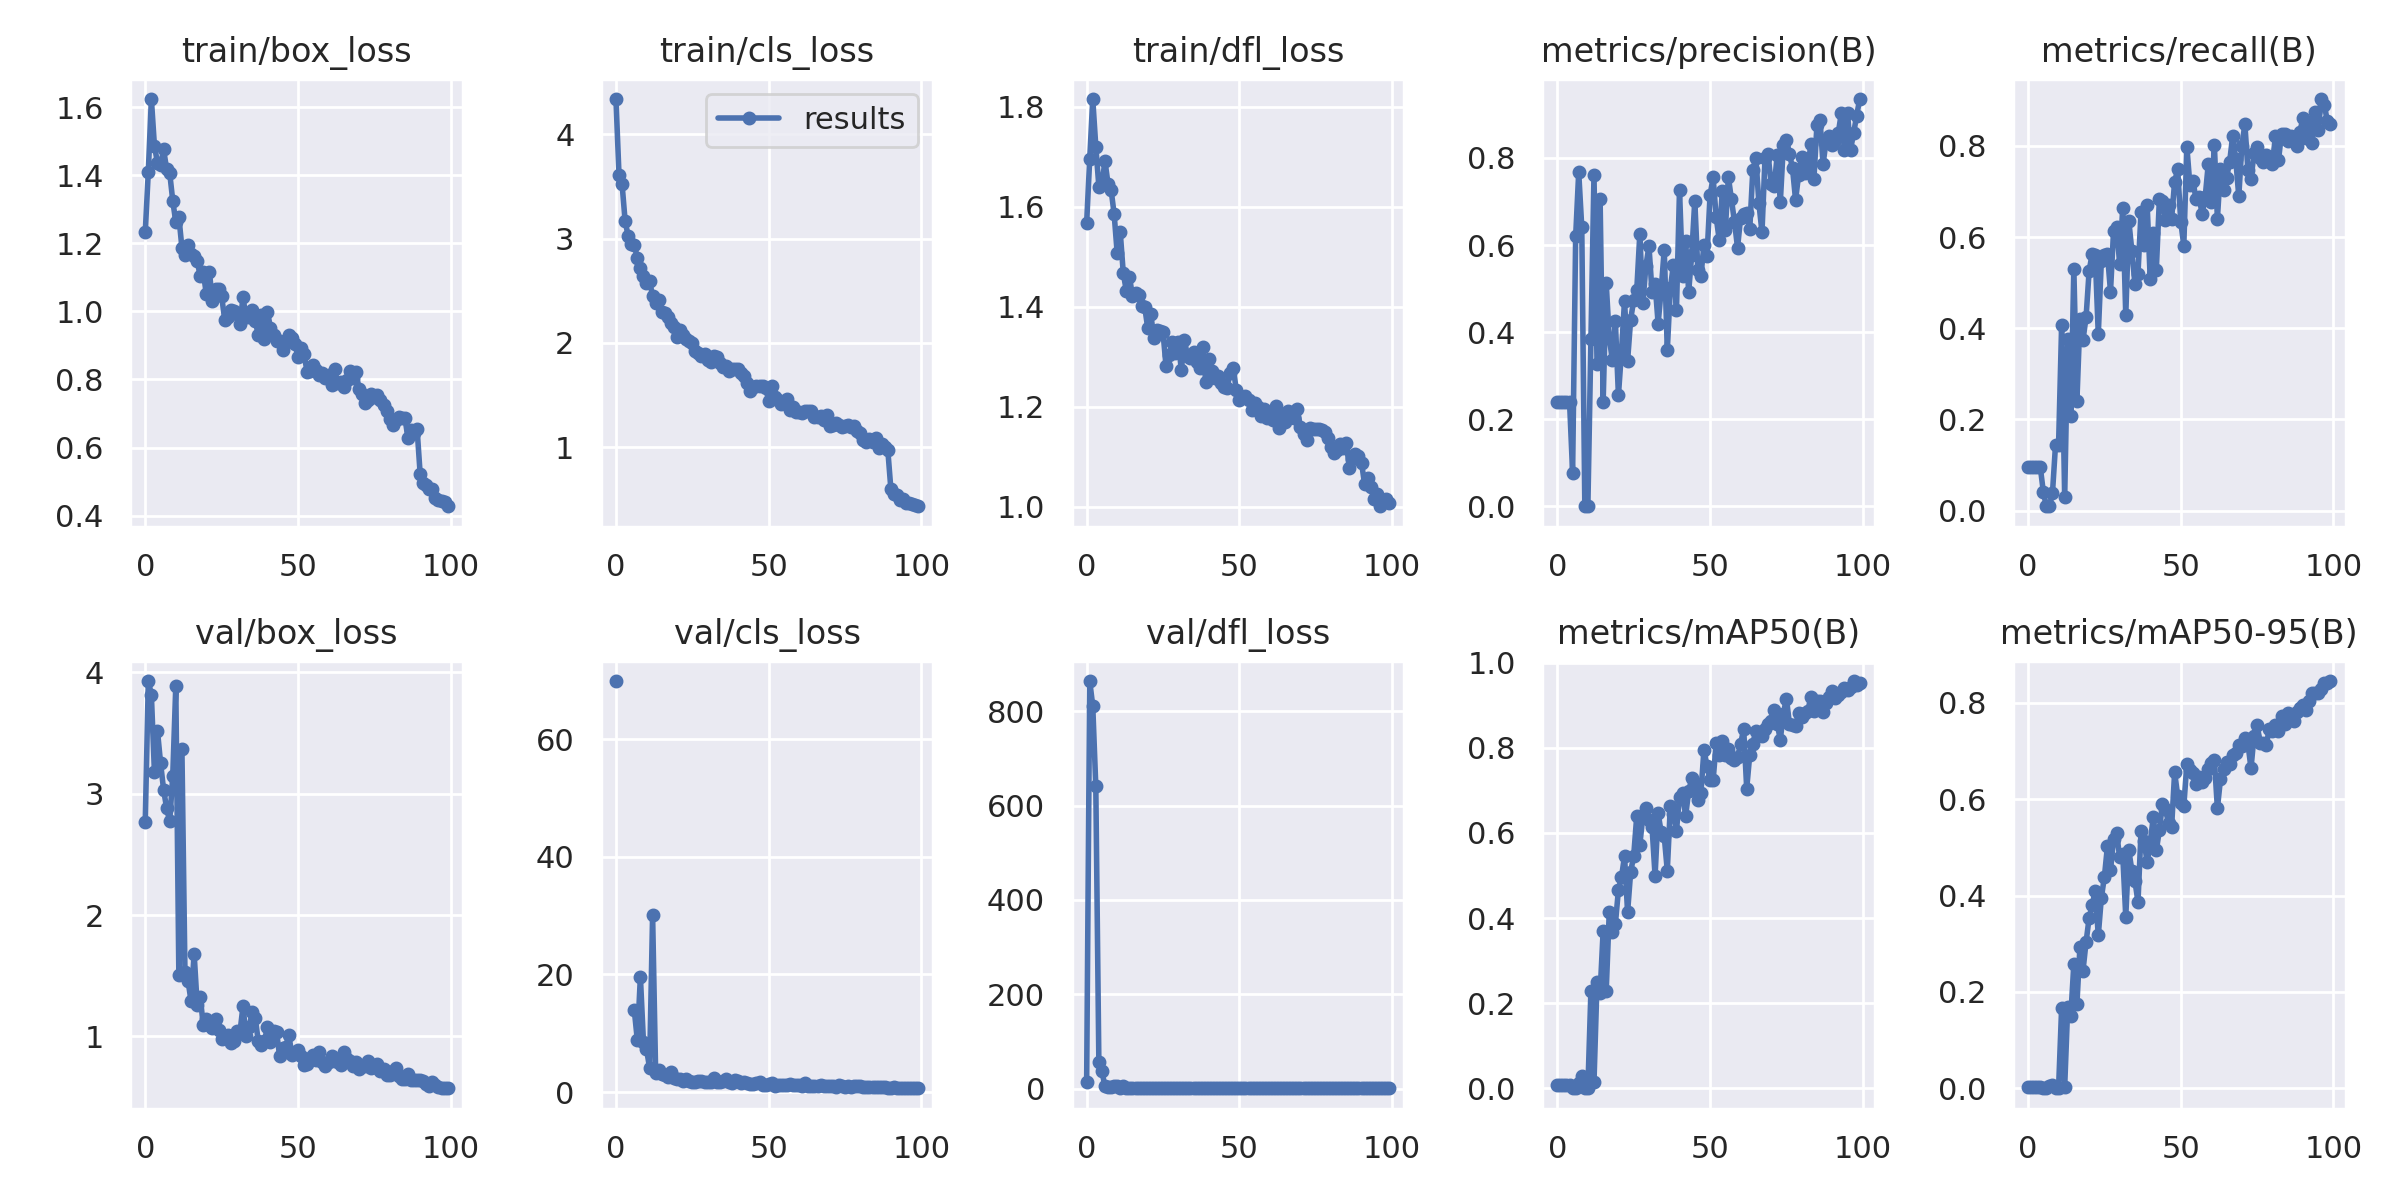 train/box_loss
train/cls_loss
train/dfl_loss
metrics/precision(B)
metrics/recall(B)
results
1.6
1.4
1.2
1.0
0.8
0.6
0.4
0 50 100
4
3
2
1
0 50 100
1.8
1.6
1.4
1.2
1.0
0 50 100
0.8
0.6
0.4
0.2
0.0
0 50 100
0.8
0.6
0.4
0.2
0.0
0 50 100
val/box_loss
val/cls_loss
val/dfl_loss
metrics/mAP50(B)
metrics/mAP50-95(B)
4
3
2
1
0 50 100
60
40
20
0
0 50 100
800
600
400
200
0
0 50 100
1.0
0.8
0.6
0.4
0.2
0.0
0 50 100
0.8
0.6
0.4
0.2
0.0
0 50 100